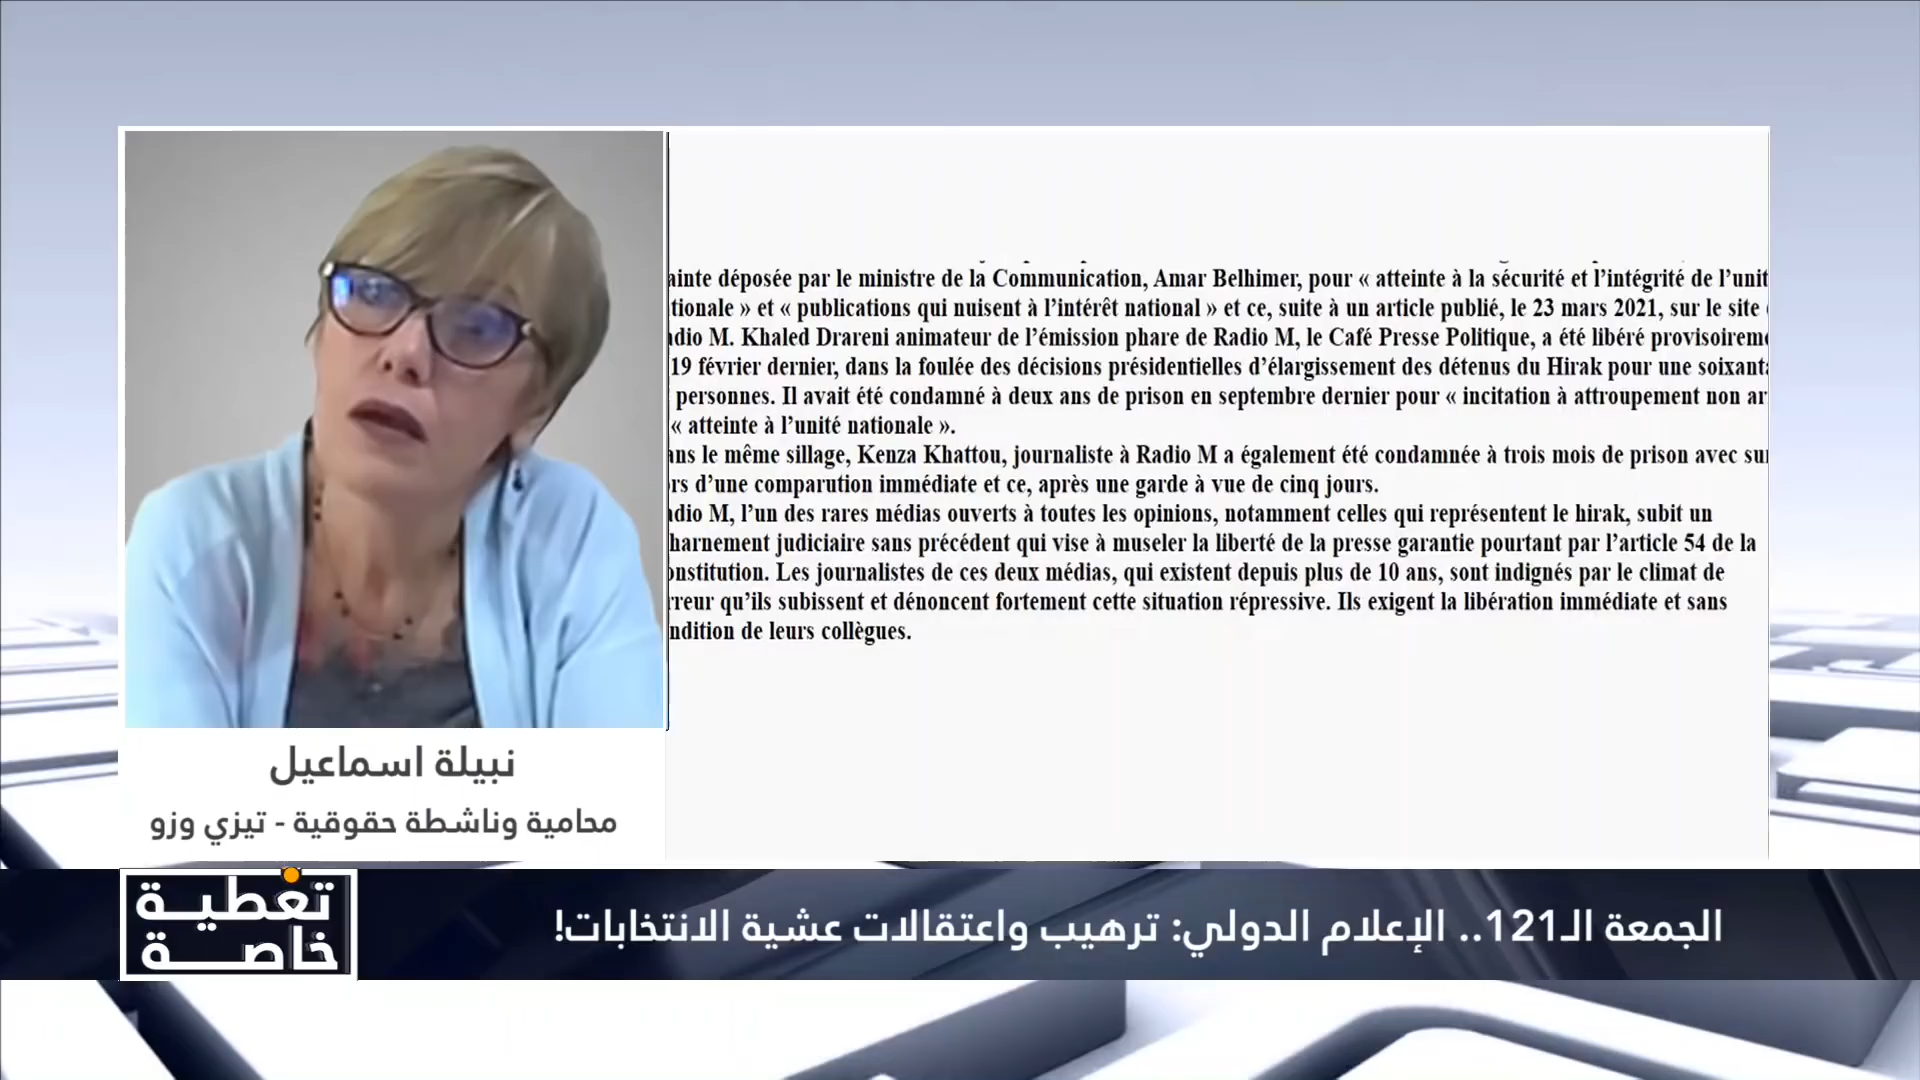 ainte déposée par le ministre de la Communication, Amar Belhimer, pour « atteinte à la sécurité et l’intégrité de l’unit
tionale » et « publications qui nuisent à l’intérêt national » et ce, suite à un article publié, le 23 mars 2021, sur le site
adio M. Khaled Drareni animateur de l’émission phare de Radio M, le Café Presse Politique, a été libéré provisoireme
19 février dernier, dans la foulée des décisions présidentielles d’élargissement des détenus du Hirak pour une soixanta
personnes. Il avait été condamné à deux ans de prison en septembre dernier pour « incitation à attroupement non ar
« atteinte à l’unité nationale ».
ans le même sillage, Kenza Khattou, journaliste à Radio M a également été condamnée à trois mois de prison avec sur
ors d’une comparution immédiate et ce, après une garde à vue de cinq jours.
adio M, l’un des rares médias ouverts à toutes les opinions, notamment celles qui représentent le hirak, subit un
harnement judiciaire sans précédent qui vise à museler la liberté de la presse garantie pourtant par l’article 54 de la
onstitution. Les journalistes de ces deux médias, qui existent depuis plus de 10 ans, sont indignés par le climat de
rreur qu’ils subissent et dénoncent fortement cette situation répressive. Ils exigent la libération immédiate et sans
ndition de leurs collègues.
نبيلة اسماعيل
محامية وناشطة حقوقية - تيزي وزو
تغطية
خاصة
الجمعة الـ121.. الإعلام الدولي: ترهيب واعتقالات عشية الانتخابات!